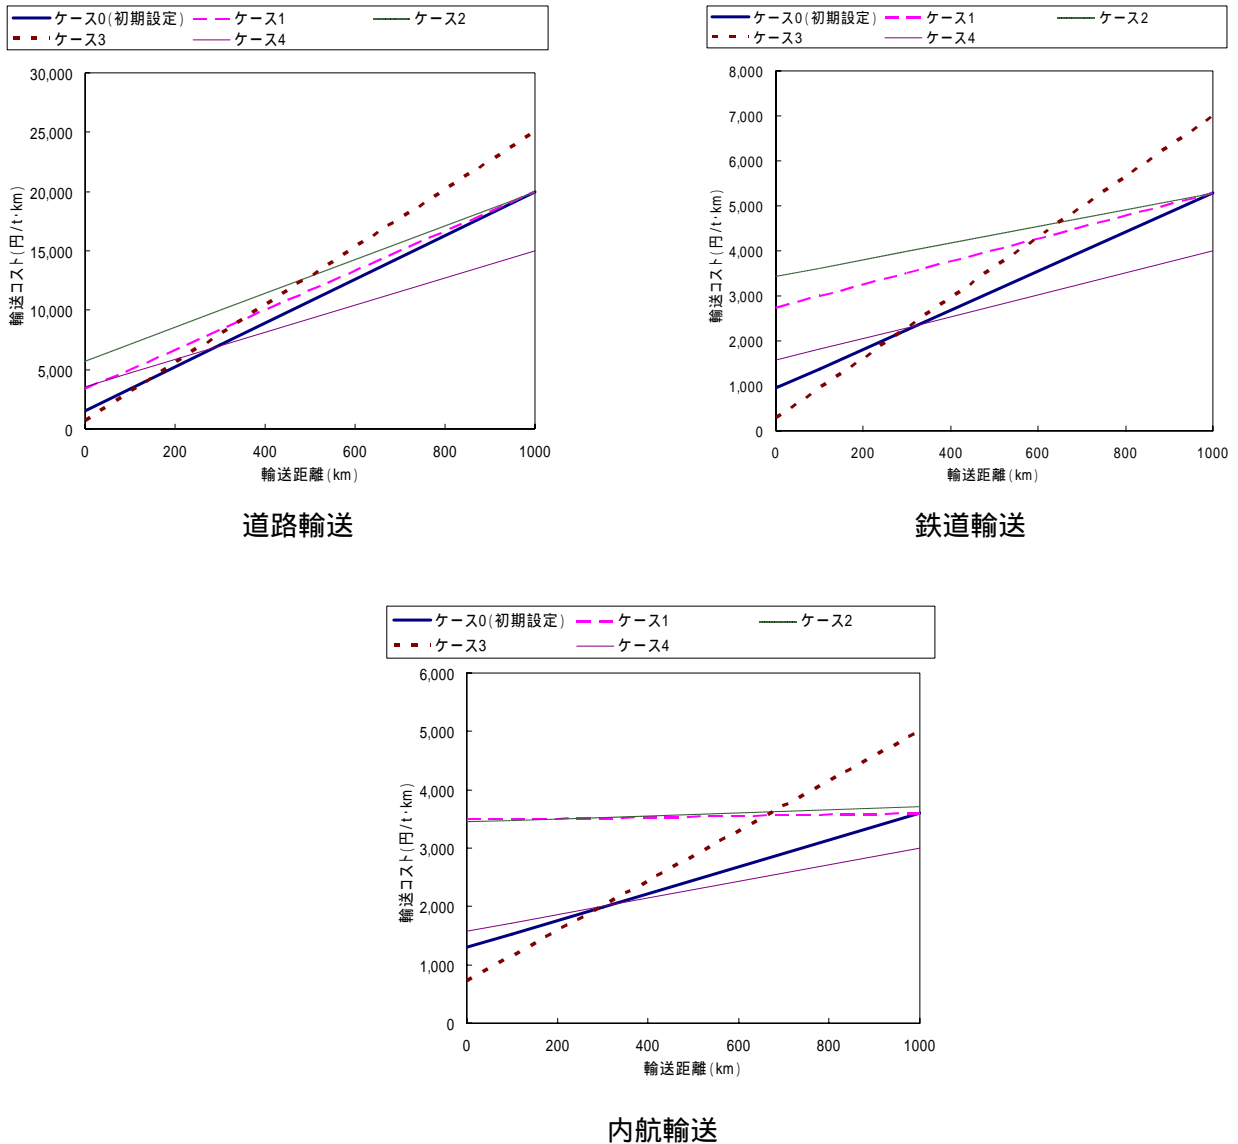 ケース0(初期設定) ケース1 ケース2
ケース3 ケース4
30,000
25,000
20,000
15,000
10,000
5,000
0
輸送コスト(円/t・km)
0 200 400 600 800 1000
輸送距離(km)
道路輸送
ケース0(初期設定) ケース1 ケース2
ケース3 ケース4
8,000
7,000
6,000
5,000
4,000
3,000
2,000
1,000
0
輸送コスト(円/t・km)
0 200 400 600 800 1000
輸送距離(km)
鉄道輸送
ケース0(初期設定) ケース1 ケース2
ケース3 ケース4
6,000
5,000
4,000
3,000
2,000
1,000
0
輸送コスト(円/t・km)
0 200 400 600 800 1000
輸送距離(km)
内航輸送